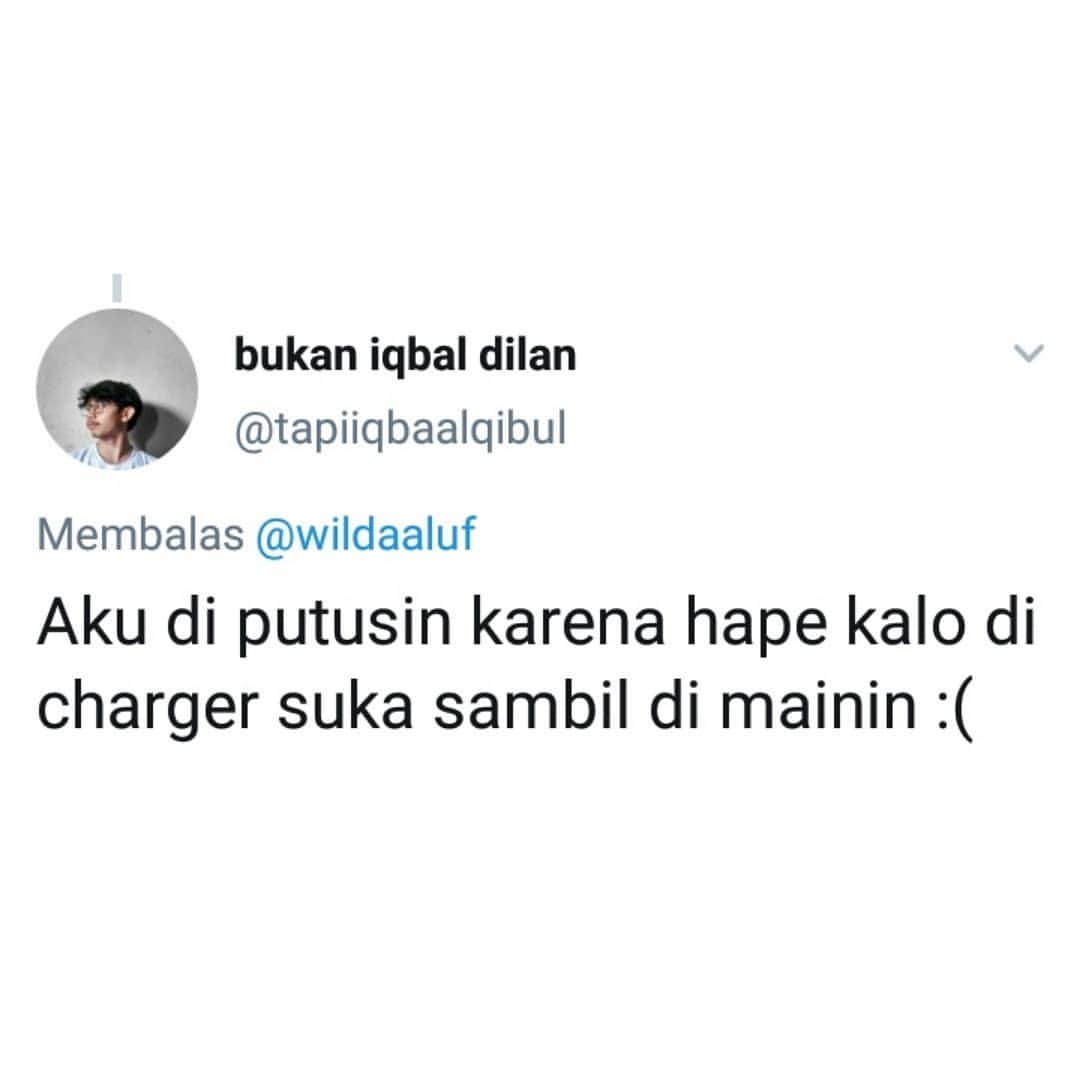 bukan iqbal dilan
@tapiiqbaalqibul
Membalas @wildaaluf
Aku di putusin karena hape kalo di
charger suka sambil di mainin :(